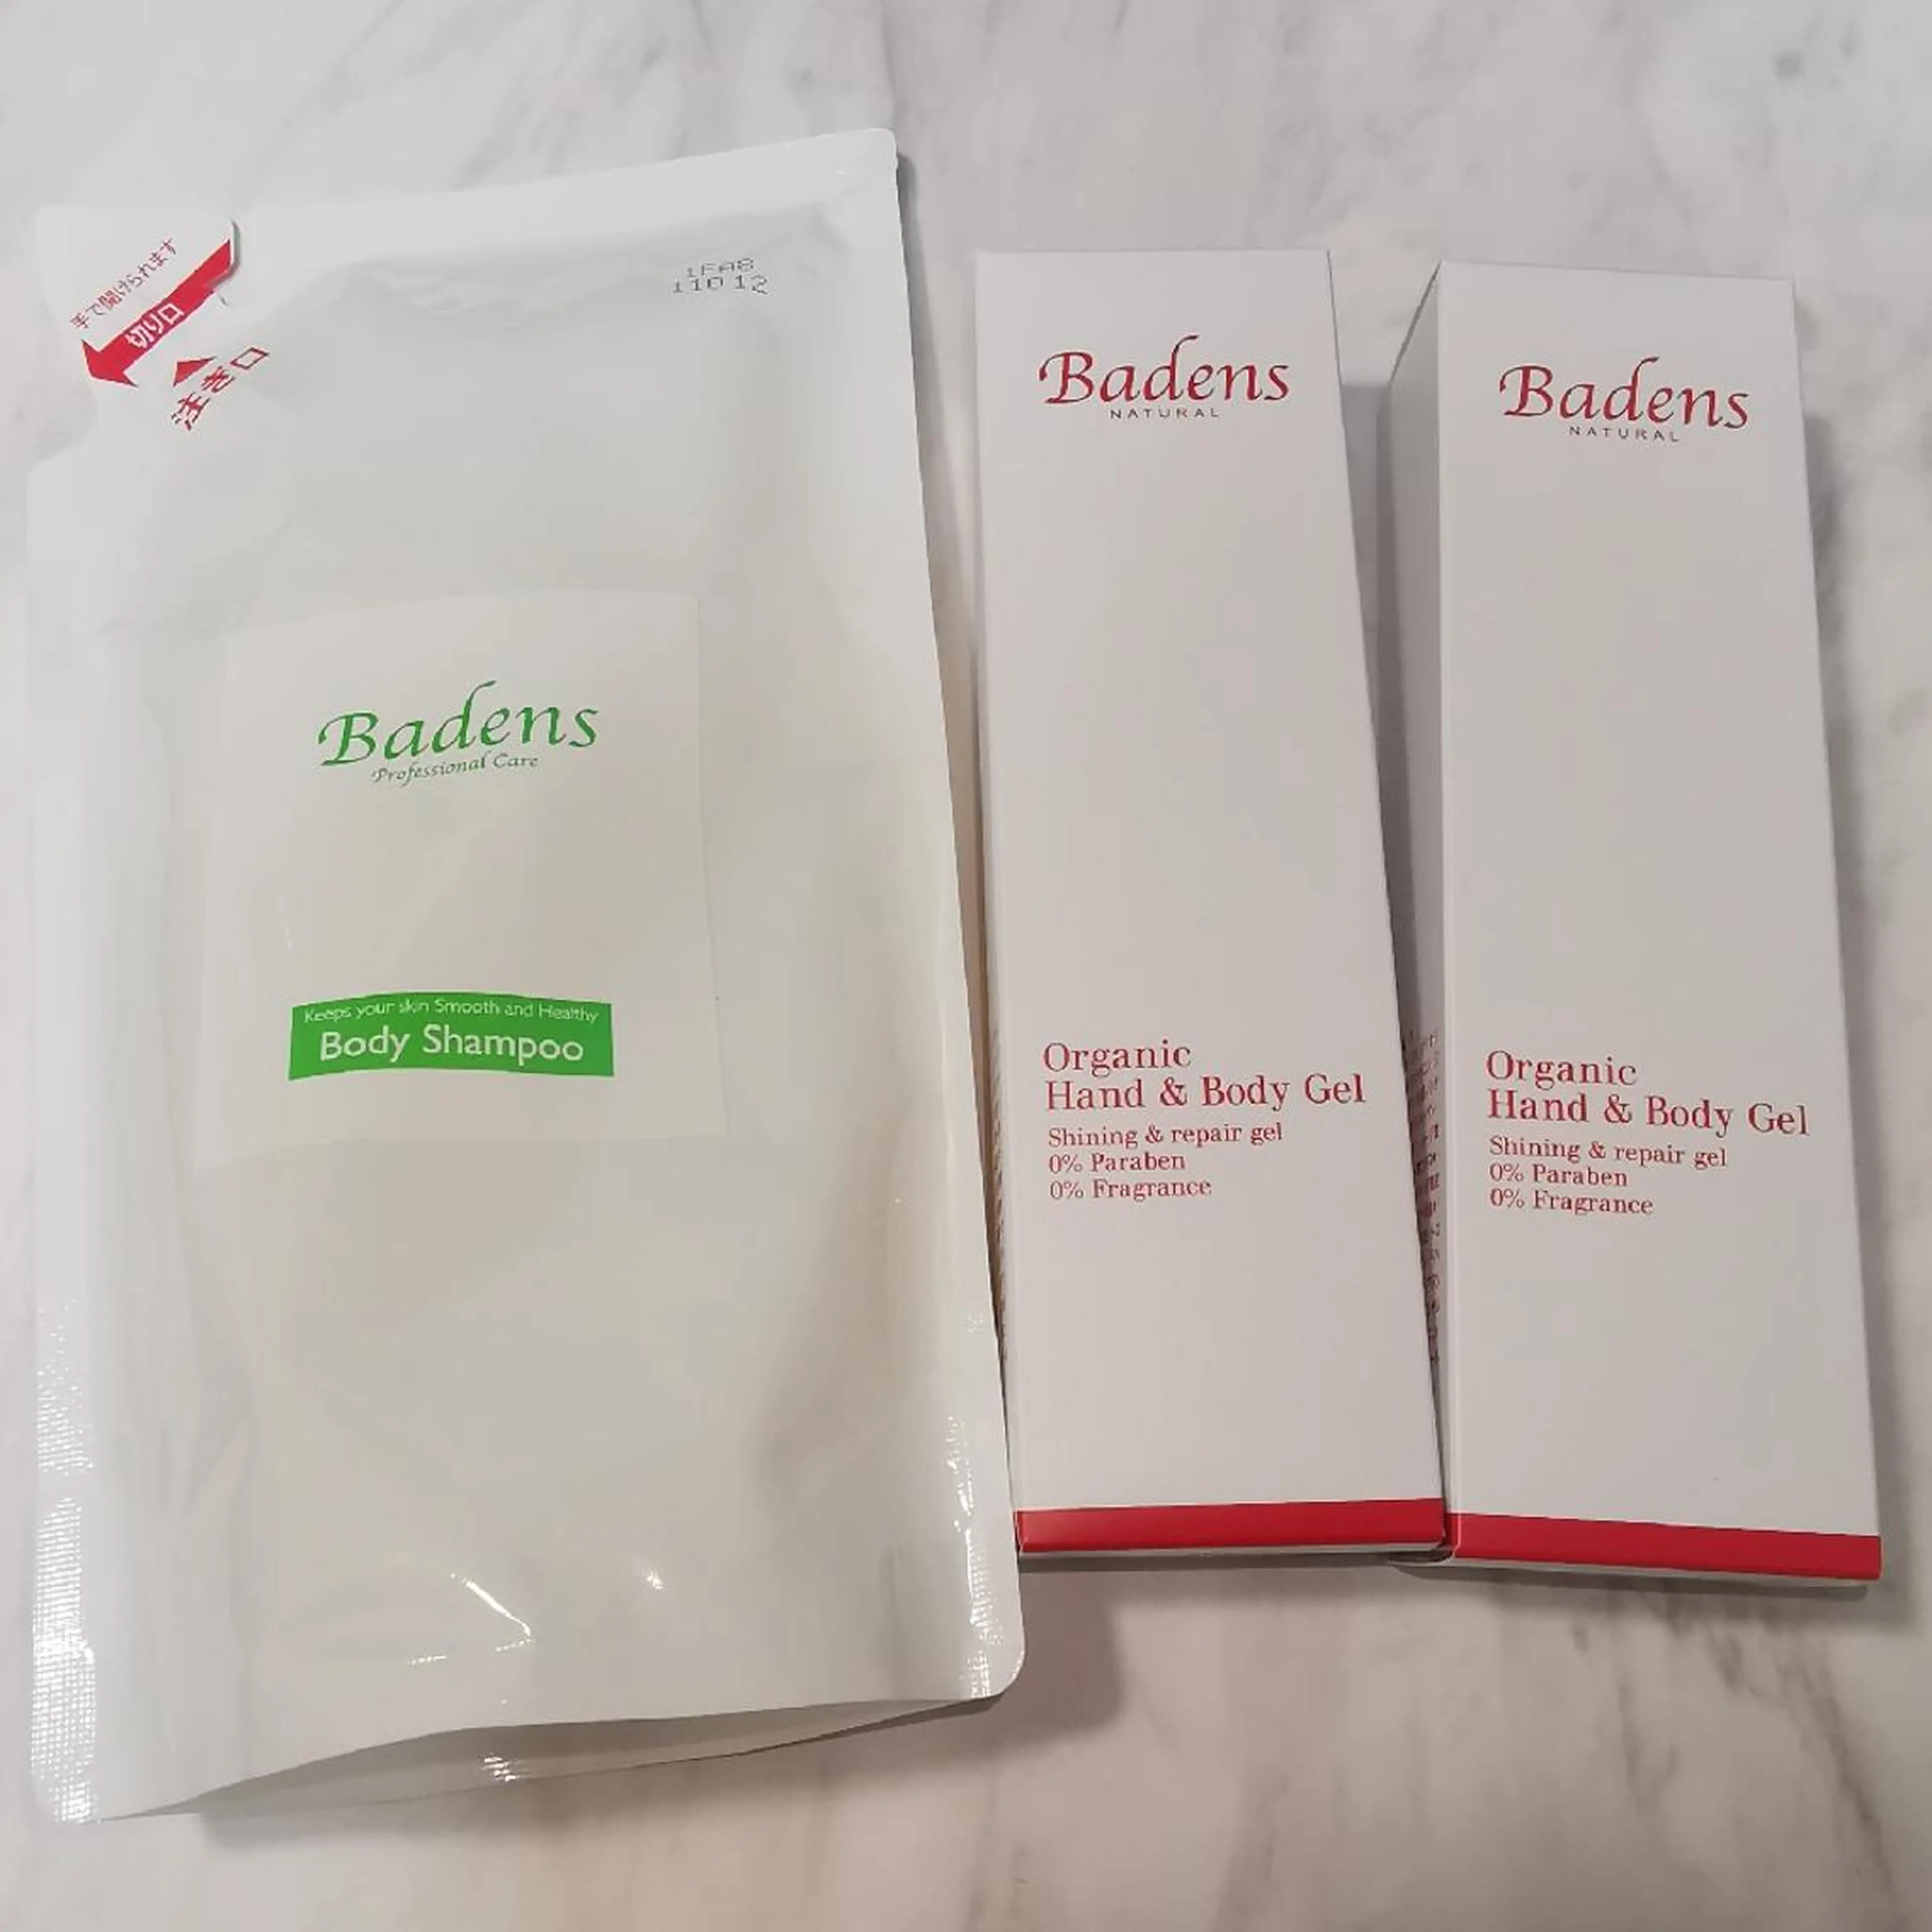 手で開けられます
切り口
注ぎ口
1FA8
11012
Badens
Professional Care
Keeps your skin Smooth and Healthy
Body Shampoo
Badens
NATURAL
Organic
Hand & Body Gel
Shining & repair gel
0% Paraben
0% Fragrance
Badens
NATURAL
Organic
Hand & Body Gel
Shining & repair gel
0% Paraben
0% Fragrance